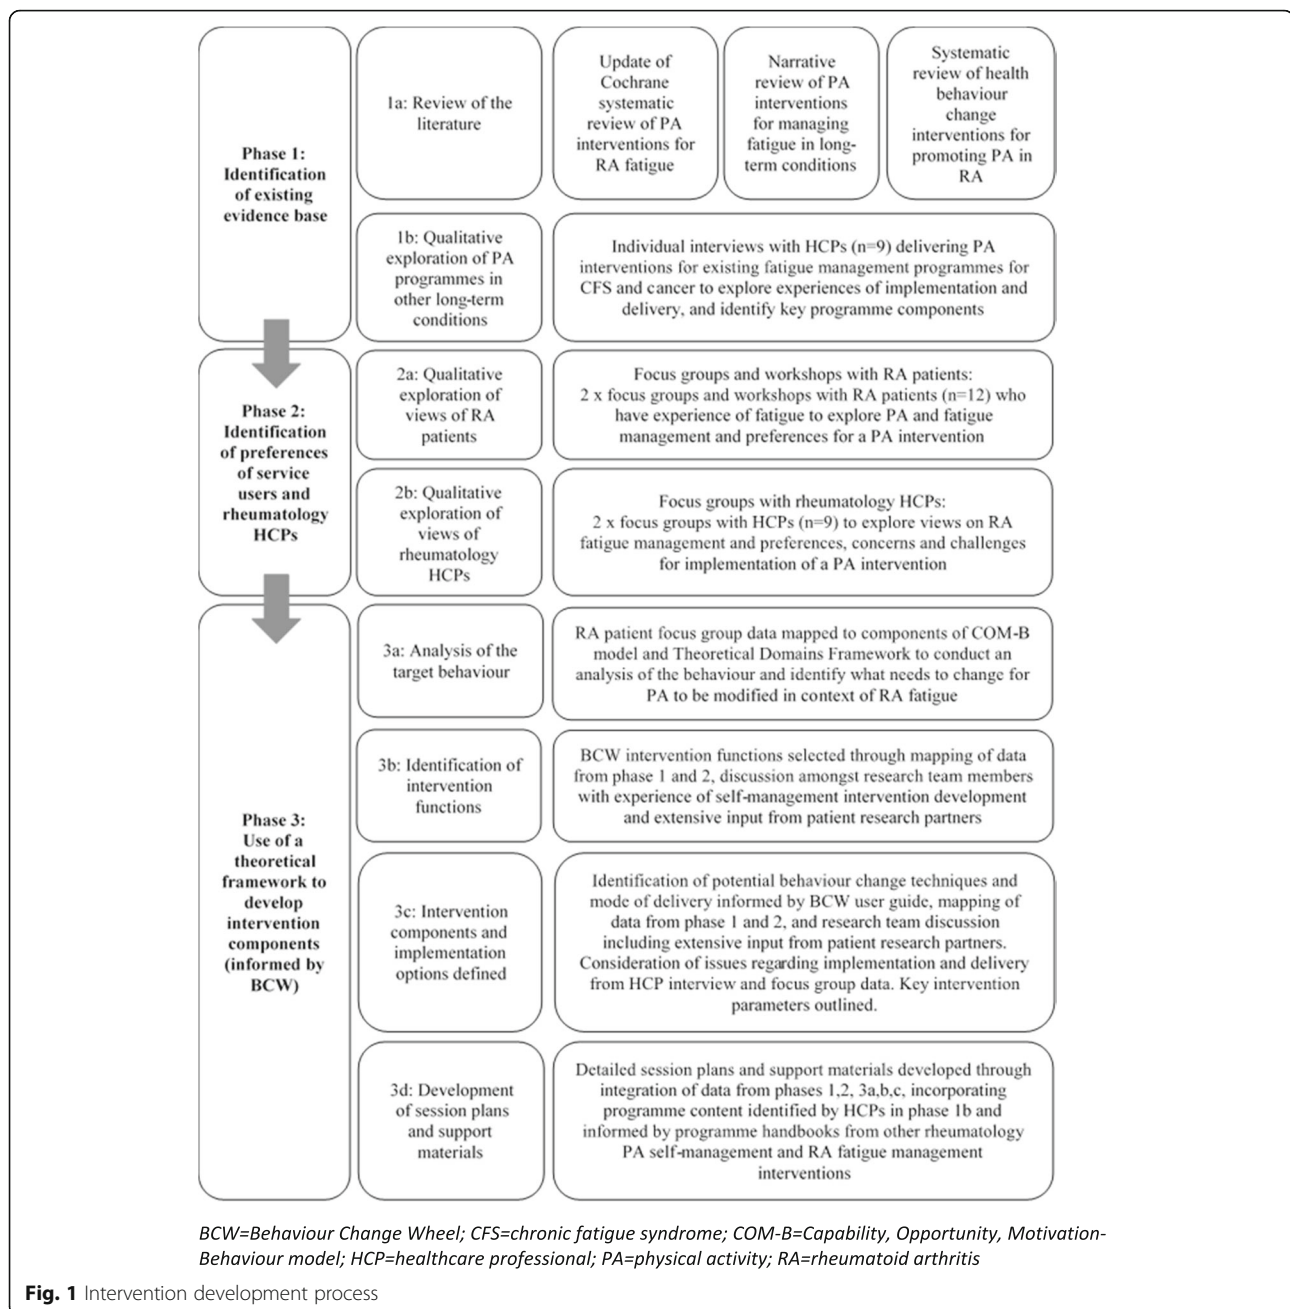 Phase 1:
Identification
of existing
evidence base
1a: Review of the
literature
Update of
Cochrane
systematic
review of PA
interventions for
RA fatigue
Narrative
review of PA
interventions
for managing
fatigue in long-
term conditions
Systematic
review of health
behaviour
change
interventions for
promoting PA in
RA
1b: Qualitative
exploration of PA
programmes in
other long-term
conditions
Individual interviews with HCPs (n=9) delivering PA
interventions for existing fatigue management programmes for
CFS and cancer to explore experiences of implementation and
delivery, and identify key programme components
Phase 2:
Identification
of preferences
of service
users and
rheumatology
HCPs
2a: Qualitative
exploration of
views of RA
patients
Focus groups and workshops with RA patients:
2 x focus groups and workshops with RA patients (n=12) who
have experience of fatigue to explore PA and fatigue
management and preferences for a PA intervention
2b: Qualitative
exploration of
views of
rheumatology
HCPs
Focus groups with rheumatology HCPs:
2 x focus groups with HCPs (n=9) to explore views on RA
fatigue management and preferences, concerns and challenges
for implementation of a PA intervention
Phase 3:
Use of a
theoretical
framework to
develop
intervention
components
(informed by
BCW)
3a: Analysis of the
target behaviour
RA patient focus group data mapped to components of COM-B
model and Theoretical Domains Framework to conduct an
analysis of the behaviour and identify what needs to change for
PA to be modified in context of RA fatigue
3b: Identification of
intervention
functions
BCW intervention functions selected through mapping of data
from phase 1 and 2, discussion amongst research team members
with experience of self-management intervention development
and extensive input from patient research partners
3c: Intervention
components and
implementation
options defined
Identification of potential behaviour change techniques and
mode of delivery informed by BCW user guide, mapping of
data from phase 1 and 2, and research team discussion
including extensive input from patient research partners.
Consideration of issues regarding implementation and delivery
from HCP interview and focus group data. Key intervention
parameters outlined.
3d: Development
of session plans
and support
materials
Detailed session plans and support materials developed through
integration of data from phases 1,2, 3a,b,c, incorporating
programme content identified by HCPs in phase 1b and
informed by programme handbooks from other rheumatology
PA self-management and RA fatigue management
interventions
BCW=Behaviour Change Wheel; CFS=chronic fatigue syndrome; COM-B=Capability, Opportunity, Motivation-
Behaviour model; HCP=healthcare professional; PA=physical activity; RA=rheumatoid arthritis
Fig. 1 Intervention development process